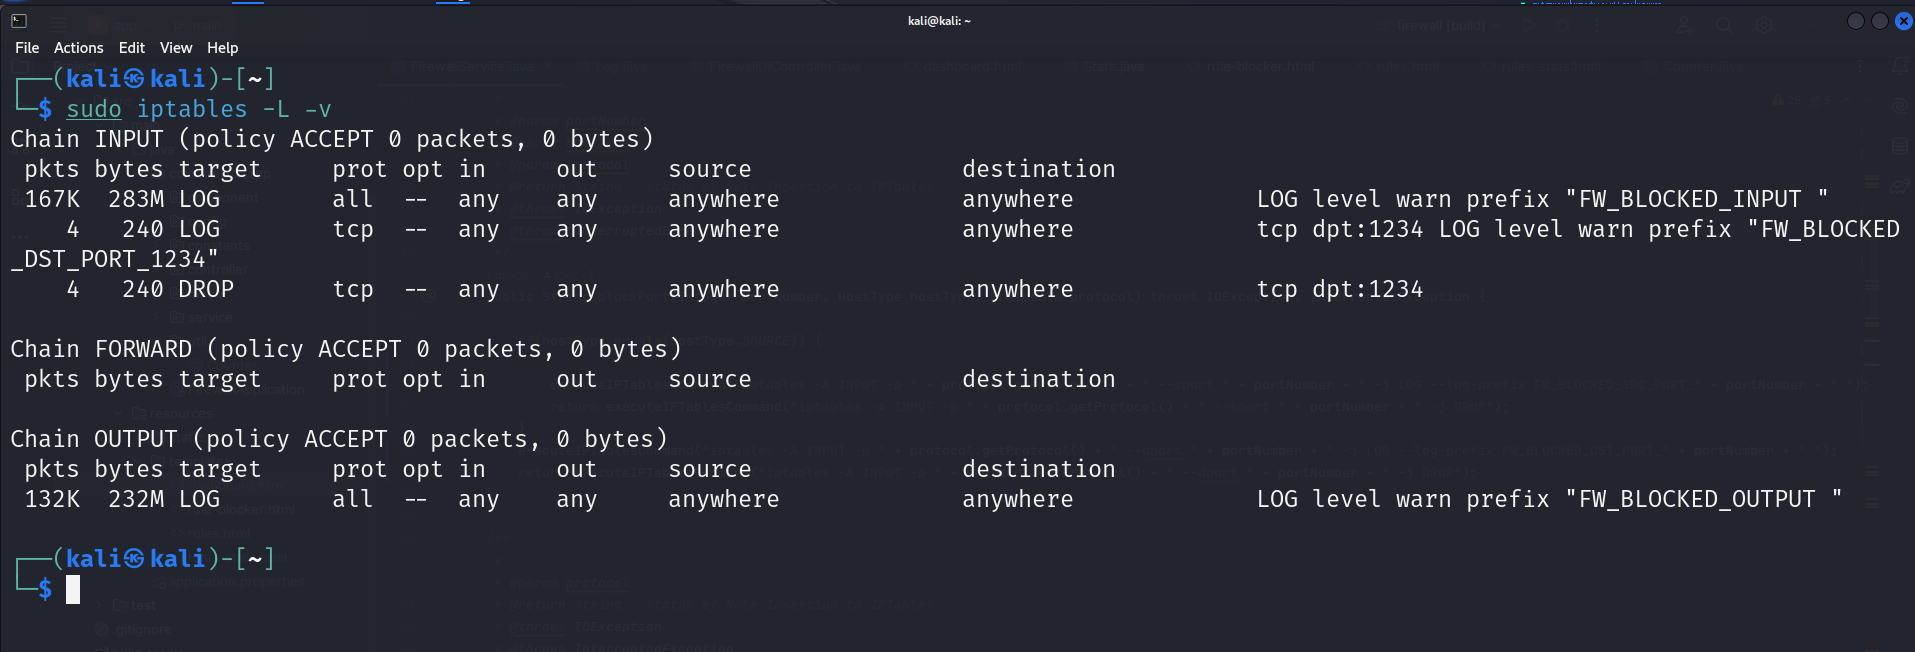 kali@kali: ~
File Actions Edit View Help
┌──(kali㉿kali)-[~]
└─$ sudo iptables -L -v
Chain INPUT (policy ACCEPT 0 packets, 0 bytes)
 pkts bytes target     prot opt in     out     source               destination
 167K  283M LOG        all  --  any    any     anywhere             anywhere             LOG level warn prefix "FW_BLOCKED_INPUT "
    4   240 LOG        tcp  --  any    any     anywhere             anywhere             tcp dpt:1234 LOG level warn prefix "FW_BLOCKED
_DST_PORT_1234"
    4   240 DROP       tcp  --  any    any     anywhere             anywhere             tcp dpt:1234
Chain FORWARD (policy ACCEPT 0 packets, 0 bytes)
 pkts bytes target     prot opt in     out     source               destination
Chain OUTPUT (policy ACCEPT 0 packets, 0 bytes)
 pkts bytes target     prot opt in     out     source               destination
 132K  232M LOG        all  --  any    any     anywhere             anywhere             LOG level warn prefix "FW_BLOCKED_OUTPUT "
┌──(kali㉿kali)-[~]
└─$